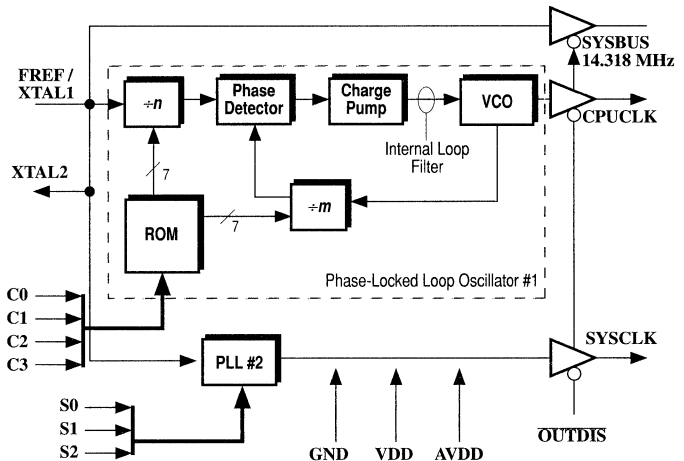 SYSBUS
14.318 MHz
FREF /
XTAL1
÷n
Phase
Detector
Charge
Pump
VCO
CPUCLK
Internal Loop
Filter
7
XTAL2
÷m
ROM
7
Phase-Locked Loop Oscillator #1
C0
C1
C2
C3
PLL #2
SYSCLK
S0
S1
S2
GND
VDD
AVDD
OUTDIS